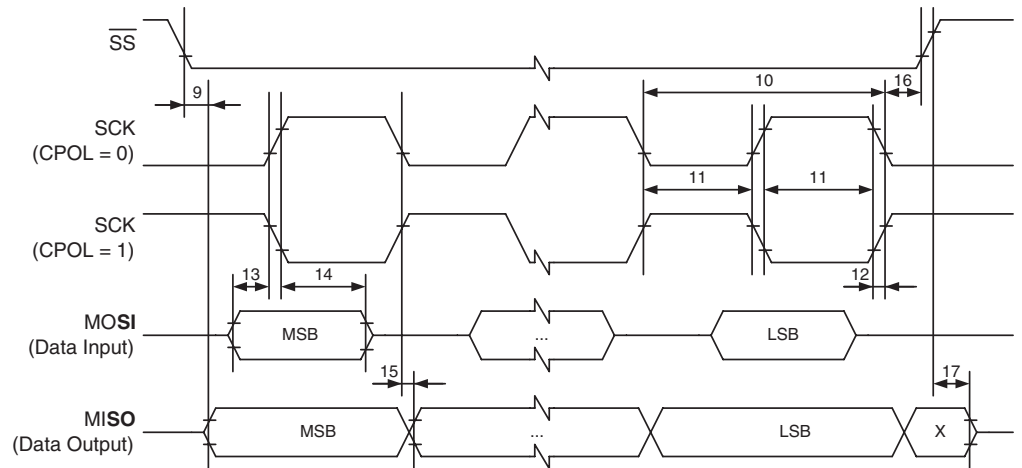 SS
9
10
16
SCK
(CPOL = 0)
11
11
SCK
(CPOL = 1)
13
14
12
MOSI
(Data Input)
MSB
...
LSB
15
17
MISO
(Data Output)
MSB
...
LSB
X